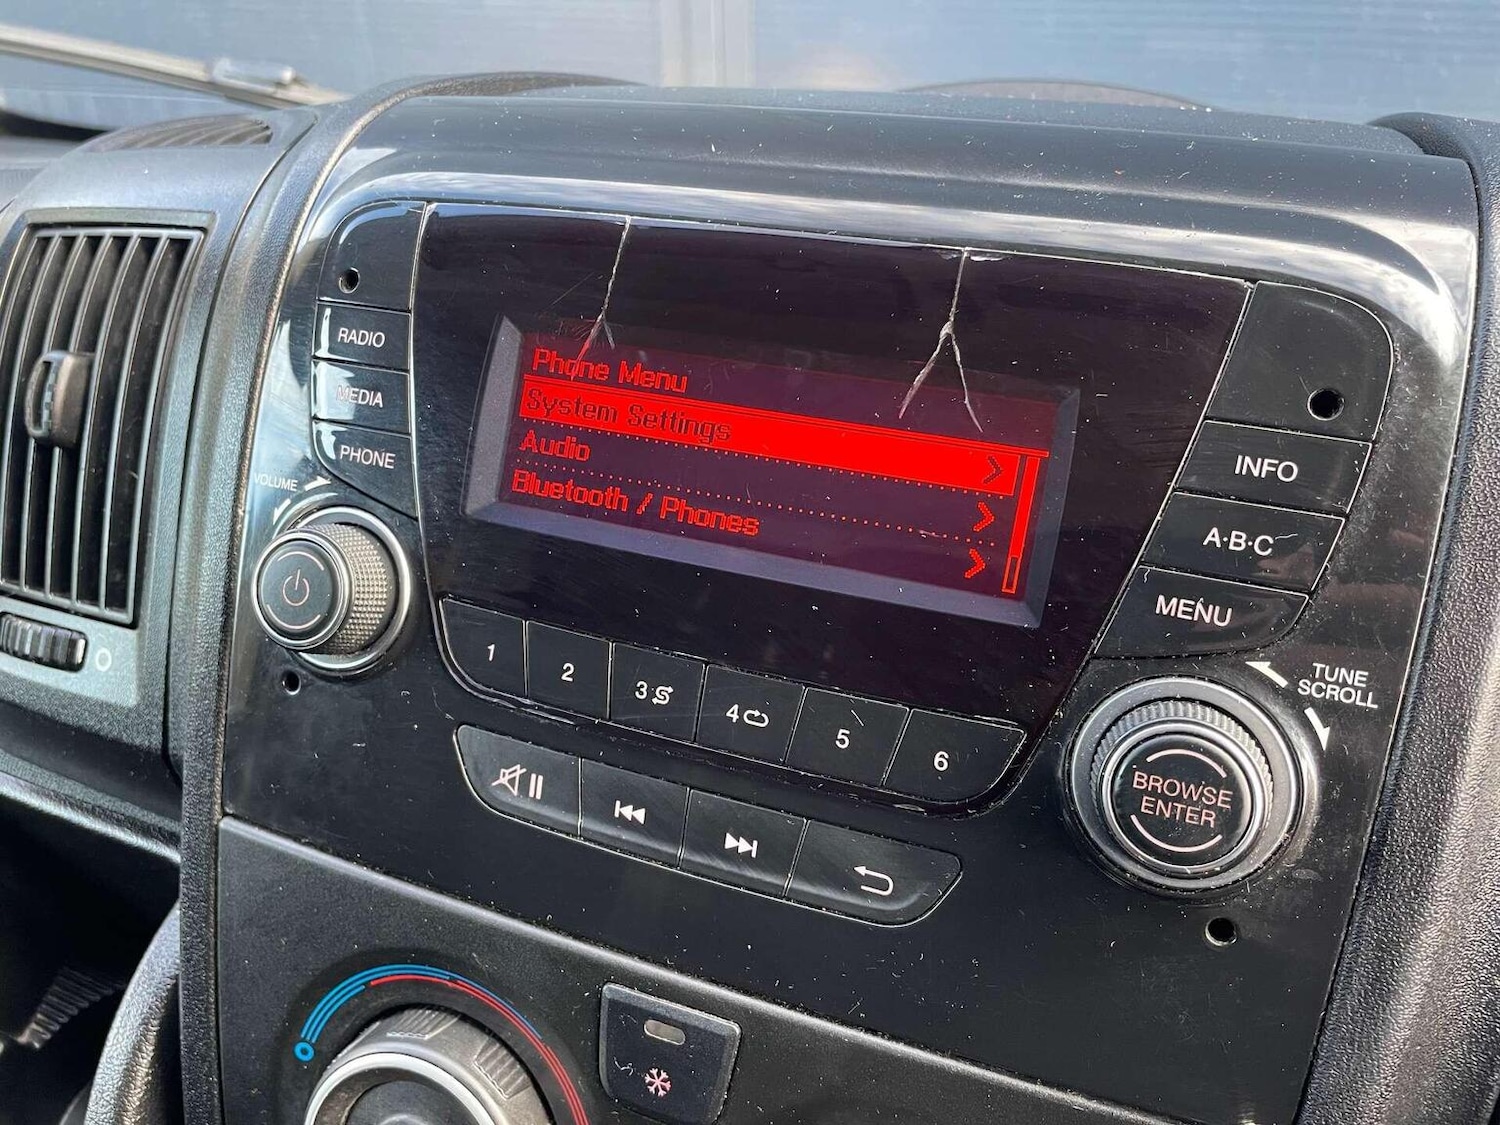 RADIO
MEDIA
PHONE
VOLUME
Phone Menu
System Settings
Audio
Bluetooth / Phones
INFO
A·B·C
MENU
TUNE
SCROLL
1
2
3
4
5
6
BROWSE
ENTER